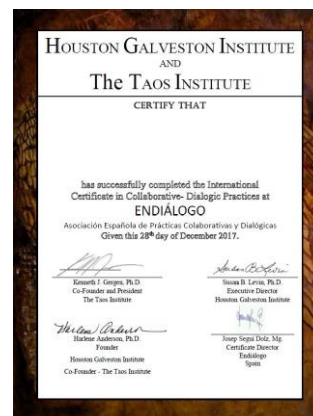 HOUSTON GALVESTON INSTITUTE
AND
THE TAOS INSTITUTE
CERTIFY THAT
has successfully completed the International
Certificate in Collaborative- Dialogic Practices at
ENDIÁLOGO
Asociación Española de Prácticas Colaborativas y Dialógicas
Given this 28th day of December 2017.
Kenneth J. Gergen, Ph.D.
Co-Founder and President
The Taos Institute
Susan B. Levin, Ph.D.
Executive Director
Houston Galveston Institute
Harlene Anderson
Harlene Anderson, Ph.D.
Founder
Houston Galveston Institute
Co-Founder - The Taos Institute
Josep Seguí Dolz, Mg.
Certificate Director
Endiálogo
Spain